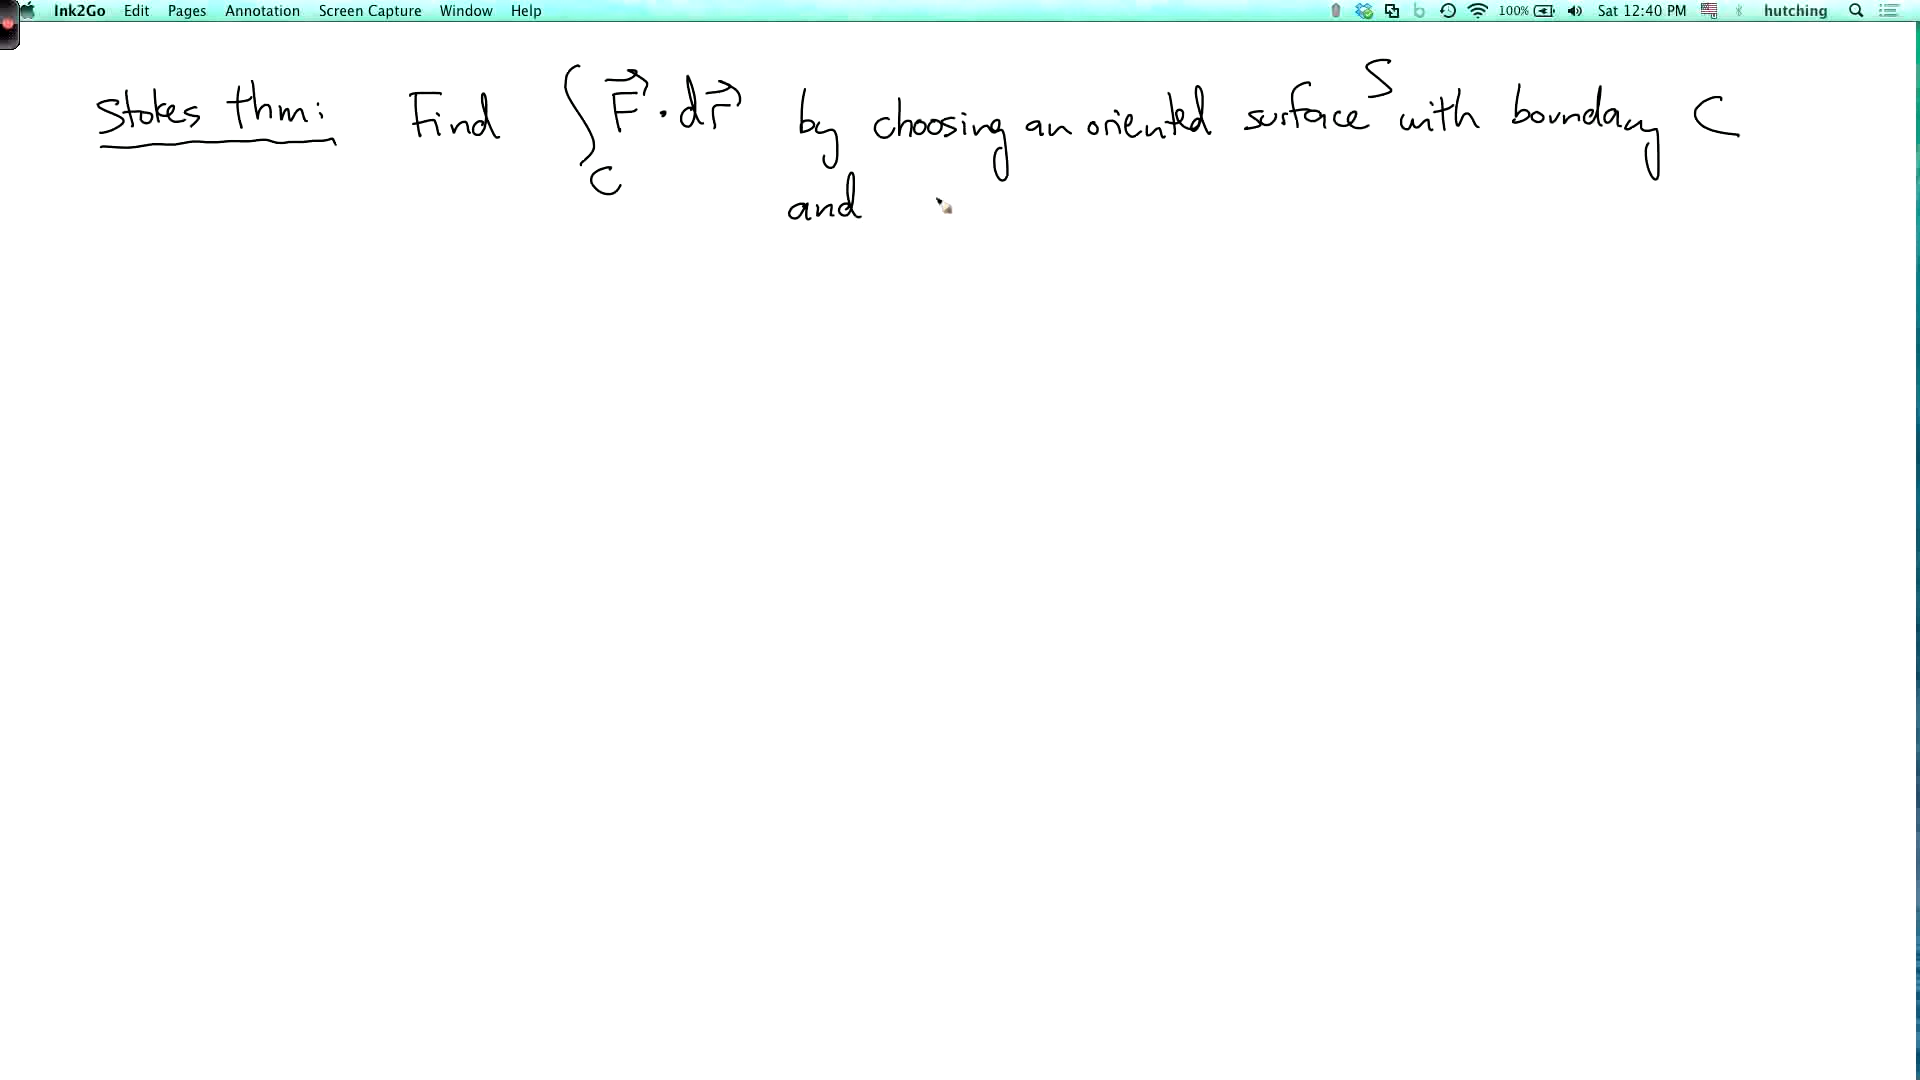 Ink2Go Edit Pages Annotation Screen Capture Window Help 100% Sat 12:40 PM hutching
Stokes thm: Find ∫_C F⃗ · dr⃗ by choosing an oriented surface S with boundary C
and